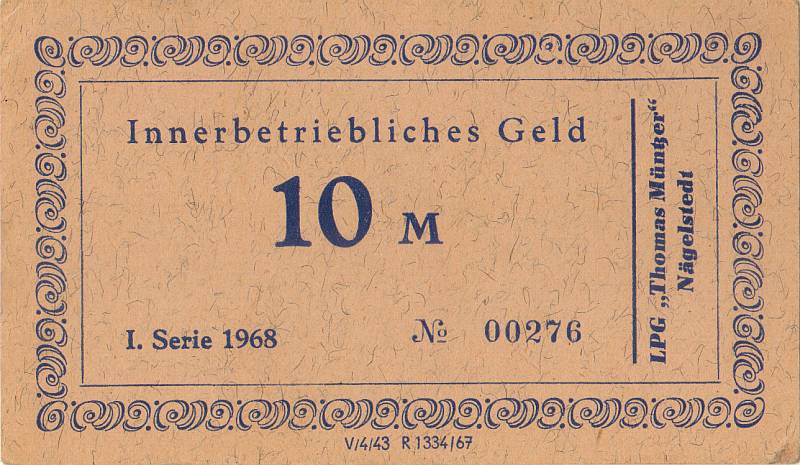 Innerbetriebliches Geld
10 M
I. Serie 1968
№ 00276
LPG „Thomas Müntzer“
Nägelstedt
V/4/43 R 1334/67